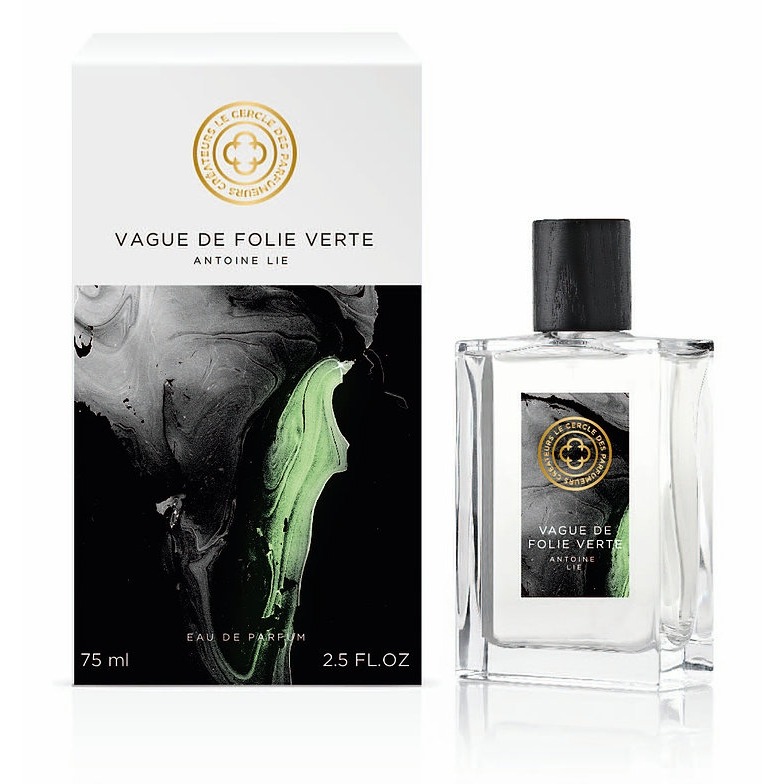 LE CERCLE DES PARFUMEURS CRÉATEURS
VAGUE DE FOLIE VERTE
ANTOINE LIE
EAU DE PARFUM
75 ml 2.5 FL.OZ
LE CERCLE DES PARFUMEURS CRÉATEURS
VAGUE DE
FOLIE VERTE
ANTOINE
LIE